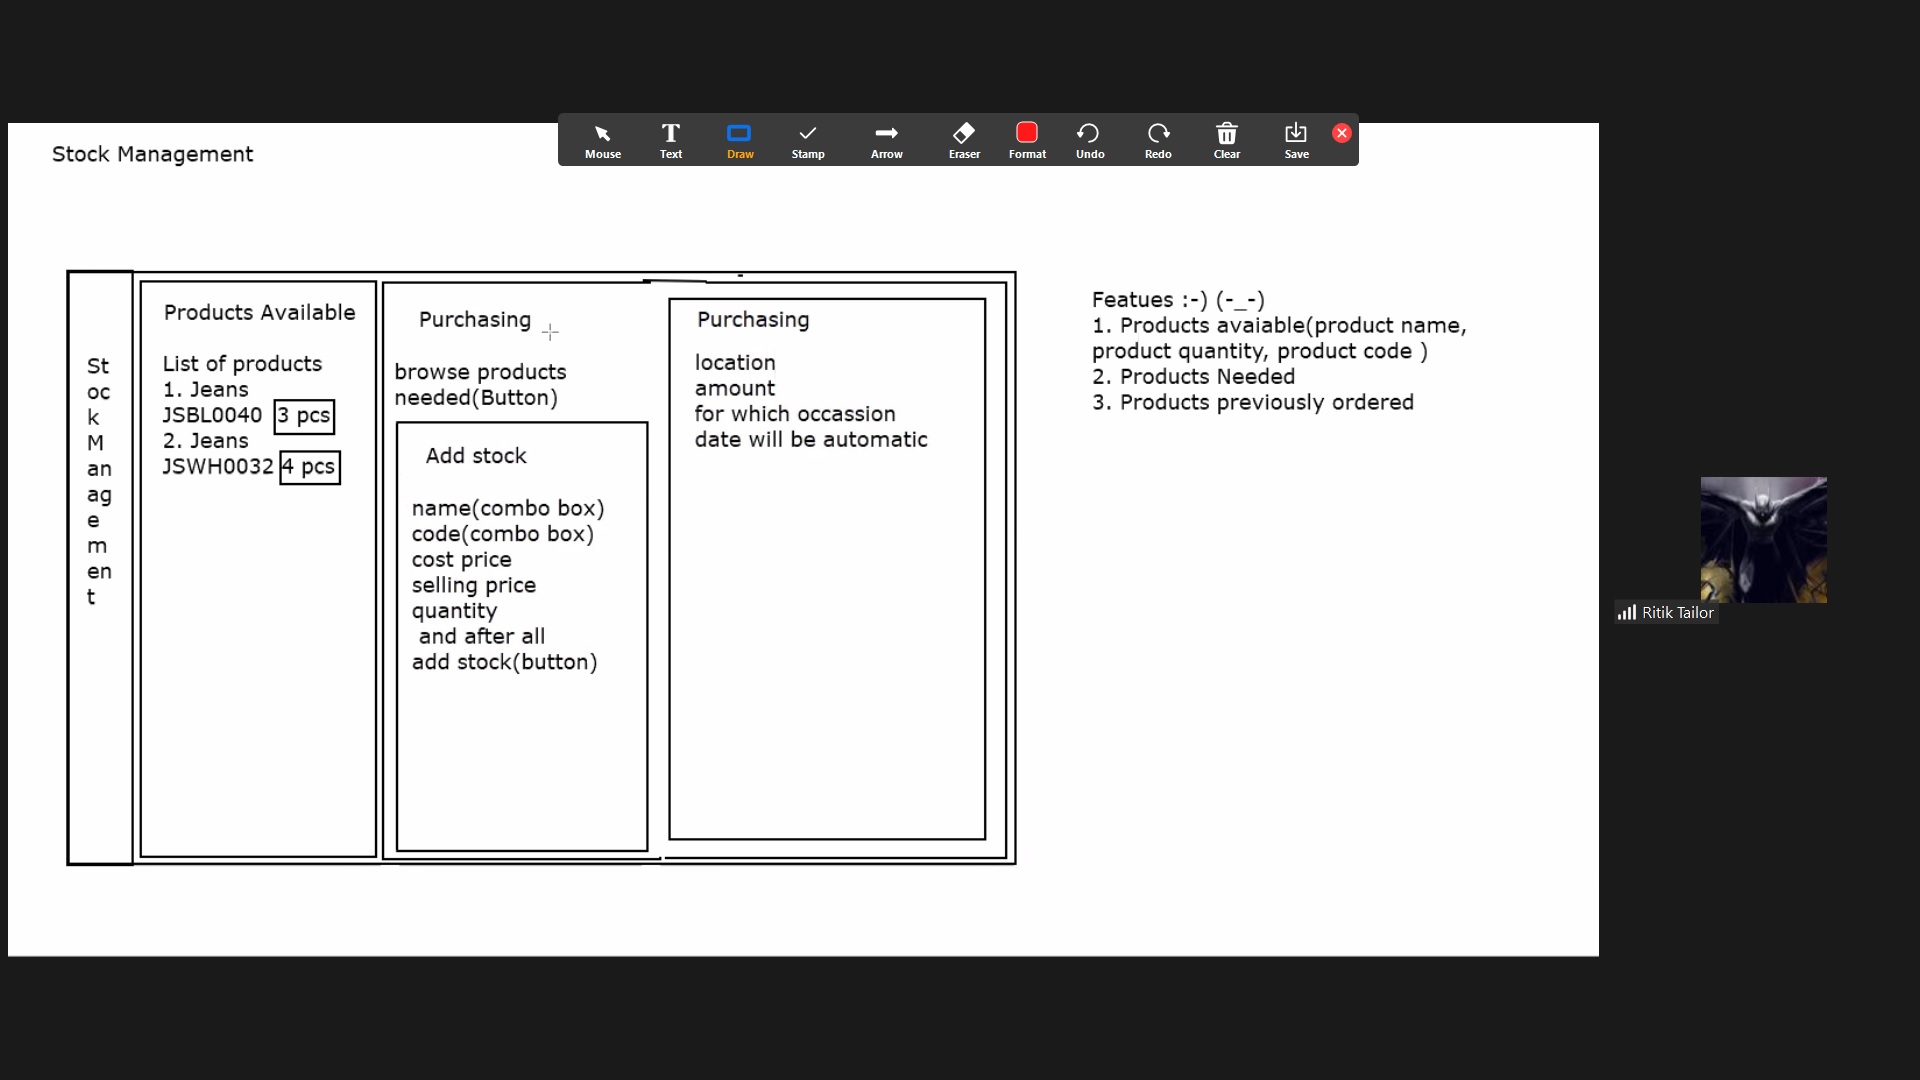 Mouse
Text
Draw
Stamp
Arrow
Eraser
Format
Undo
Redo
Clear
Save
Stock Management
St
oc
k
M
an
ag
e
m
en
t
Products Available
List of products
1. Jeans
JSBL0040 3 pcs
2. Jeans
JSWH0032 4 pcs
Purchasing
browse products
needed(Button)
Add stock
name(combo box)
code(combo box)
cost price
selling price
quantity
and after all
add stock(button)
Purchasing
location
amount
for which occassion
date will be automatic
Featues :-) (-_-)
1. Products avaiable(product name,
product quantity, product code )
2. Products Needed
3. Products previously ordered
Ritik Tailor